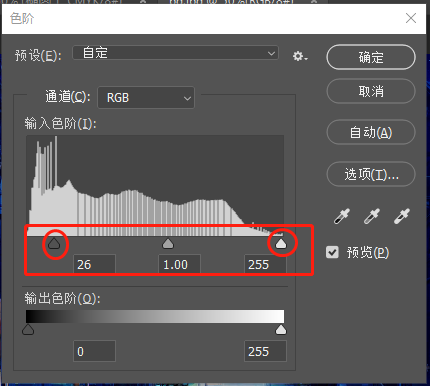 色阶
预设(E): 自定
确定
取消
自动(A)
选项(T)...
预览(P)
通道(C): RGB
输入色阶(I):
26 1.00 255
输出色阶(O):
0 255